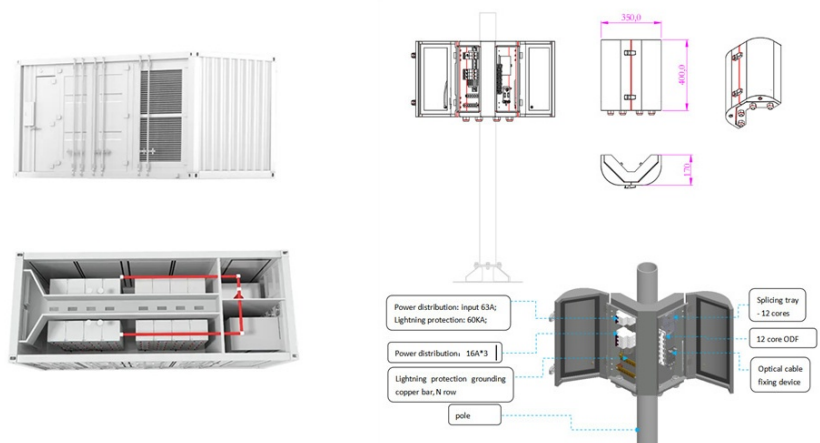 350,0
400,0
170
Power distribution: input 63A;
Lightning protection: 60KA;
Power distribution： 16A*3
Lightning protection grounding
copper bar, N row
pole
Splicing tray
- 12 cores
12 core ODF
Optical cable
fixing device